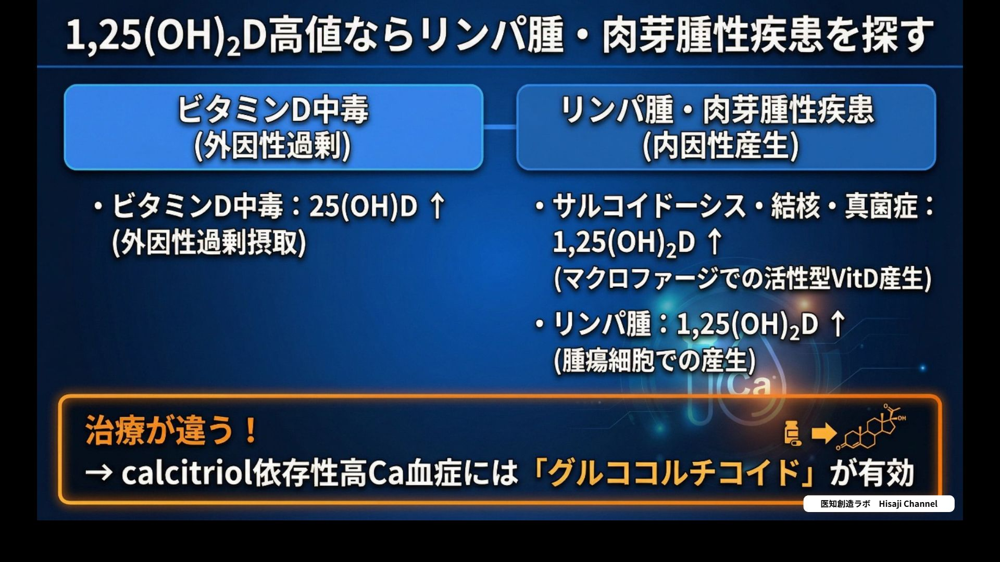 1,25(OH)₂D高値ならリンパ腫・肉芽腫性疾患を探す
ビタミンD中毒
(外因性過剰)
・ビタミンD中毒：25(OH)D ↑
(外因性過剰摂取)
リンパ腫・肉芽腫性疾患
(内因性産生)
・サルコイドーシス・結核・真菌症：
1,25(OH)₂D ↑
(マクロファージでの活性型VitD産生)
・リンパ腫：1,25(OH)₂D ↑
(腫瘍細胞での産生)
Ca
治療が違う！
O
OH
O
→ calcitriol依存性高Ca血症には「グルココルチコイド」が有効
医知創造ラボ Hisaji Channel